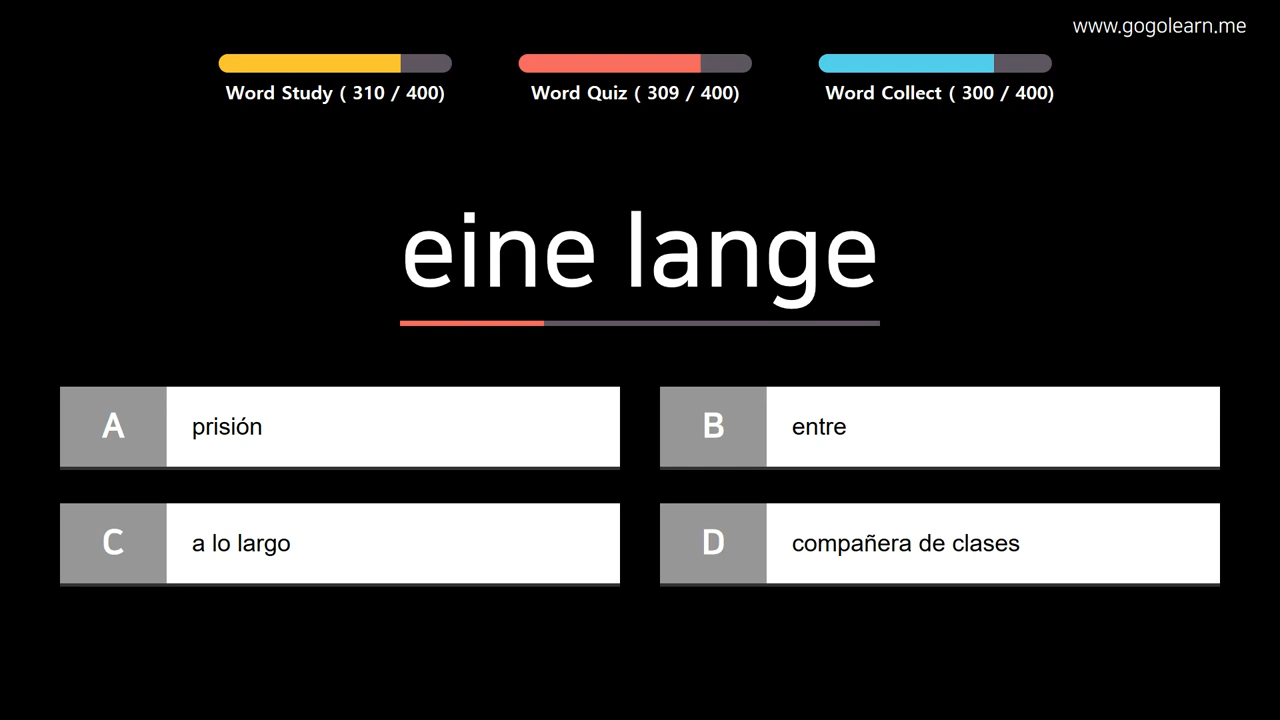 www.gogolearn.me
Word Study ( 310 / 400)
Word Quiz ( 309 / 400)
Word Collect ( 300 / 400)
eine lange
A prisión
B entre
C a lo largo
D compañera de clases